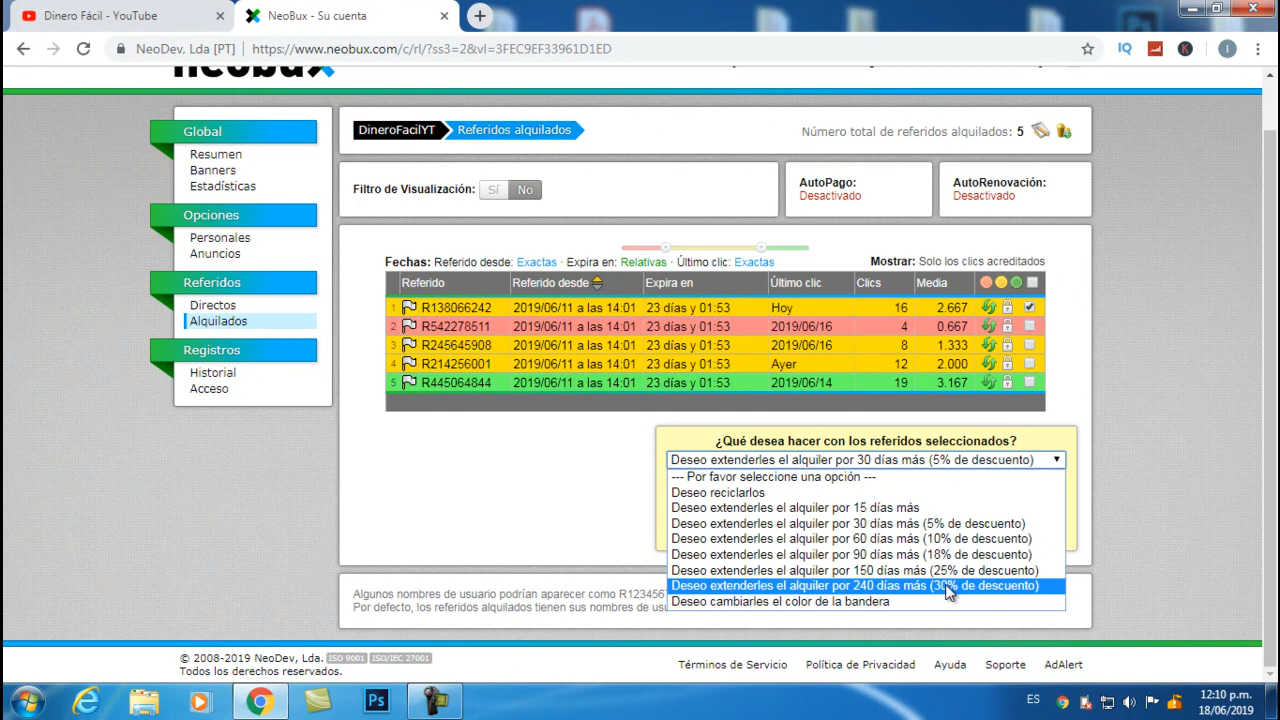 Dinero Fácil - YouTube
NeoBux - Su cuenta
NeoDev, Lda [PT] https://www.neobux.com/c/rl/?ss3=2&vl=3FEC9EF33961D1ED
IQ K I
neobux
Global
Resumen
Banners
Estadísticas
Opciones
Personales
Anuncios
Referidos
Directos
Alquilados
Registros
Historial
Acceso
DineroFacilYT Referidos alquilados
Número total de referidos alquilados: 5
Filtro de Visualización: Sí No
AutoPago:
Desactivado
AutoRenovación:
Desactivado
Fechas: Referido desde: Exactas - Expira en: Relativas - Último clic: Exactas Mostrar: Solo los clics acreditados
Referido Referido desde Expira en Último clic Clics Media
1 R138066242 2019/06/11 a las 14:01 23 días y 01:53 Hoy 16 2.667
2 R542278511 2019/06/11 a las 14:01 23 días y 01:53 2019/06/16 4 0.667
3 R245645908 2019/06/11 a las 14:01 23 días y 01:53 2019/06/16 8 1.333
4 R214256001 2019/06/11 a las 14:01 23 días y 01:53 Ayer 12 2.000
5 R445064844 2019/06/11 a las 14:01 23 días y 01:53 2019/06/14 19 3.167
¿Qué desea hacer con los referidos seleccionados?
Deseo extenderles el alquiler por 30 días más (5% de descuento)
--- Por favor seleccione una opción ---
Deseo reciclarlos
Deseo extenderles el alquiler por 15 días más
Deseo extenderles el alquiler por 30 días más (5% de descuento)
Deseo extenderles el alquiler por 60 días más (10% de descuento)
Deseo extenderles el alquiler por 90 días más (18% de descuento)
Deseo extenderles el alquiler por 150 días más (25% de descuento)
Deseo extenderles el alquiler por 240 días más (30% de descuento)
Deseo cambiarles el color de la bandera
Algunos nombres de usuario podrían aparecer como R1234567
Por defecto, los referidos alquilados tienen sus nombres de usu
© 2008-2019 NeoDev, Lda. ISO 9001 ISO/IEC 27001
Todos los derechos reservados.
Términos de Servicio Política de Privacidad Ayuda Soporte AdAlert
Ps
ES
12:10 p.m.
18/06/2019